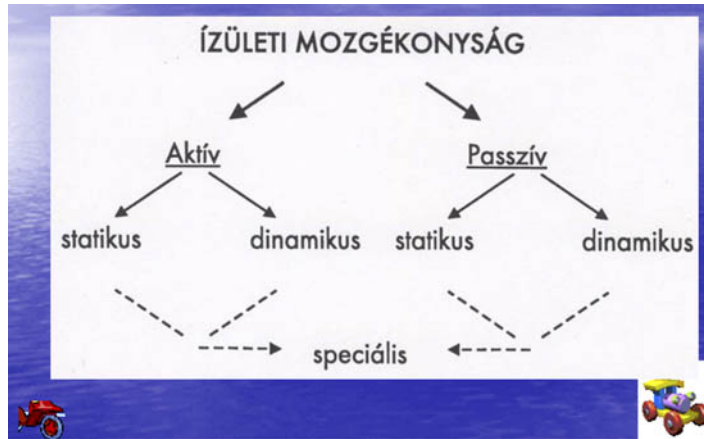 ÍZÜLETI MOZGÉKONYSÁG
Aktív Passzív
statikus dinamikus statikus dinamikus
speciális